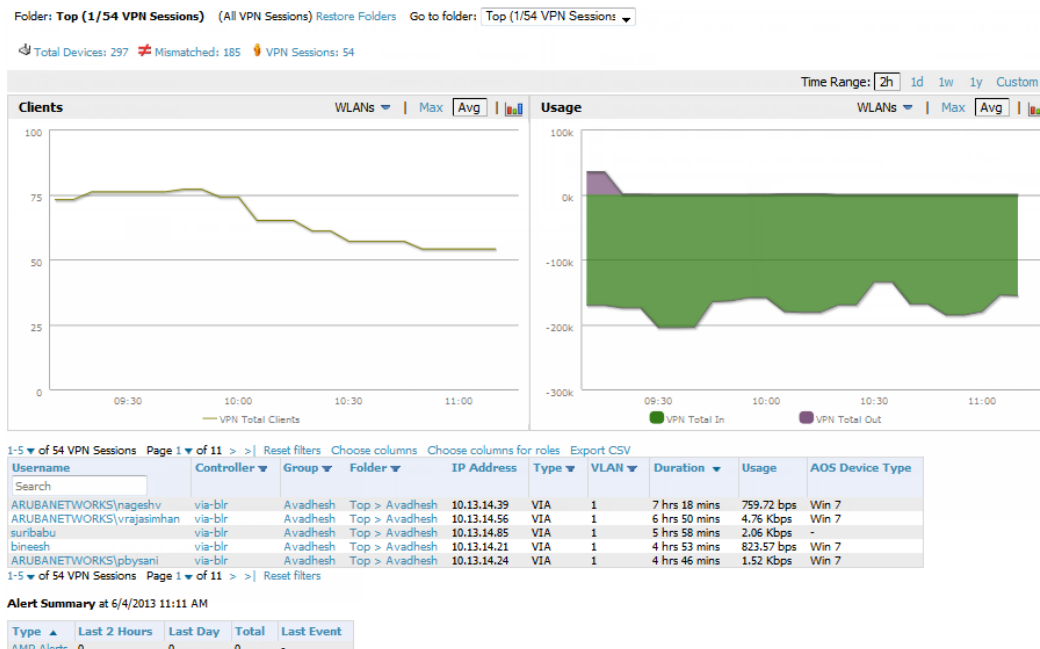 Folder: Top (1/54 VPN Sessions) (All VPN Sessions) Restore Folders Go to folder: Top (1/54 VPN Sessions
Total Devices: 297 Mismatched: 185 VPN Sessions: 54
Time Range: 2h 1d 1w 1y Custom
Clients WLANs | Max Avg |
100
75
50
25
0
09:30 10:00 10:30 11:00
VPN Total Clients
Usage WLANs | Max Avg |
100k
0k
-100k
-200k
-300k
09:30 10:00 10:30 11:00
VPN Total In VPN Total Out
1-5 of 54 VPN Sessions Page 1 of 11 > >| Reset filters Choose columns Choose columns for roles Export CSV
Username Controller Group Folder IP Address Type VLAN Duration Usage AOS Device Type
Search
ARUBANETWORKS\nageshv via-blr Avadhesh Top > Avadhesh 10.13.14.39 VIA 1 7 hrs 18 mins 759.72 bps Win 7
ARUBANETWORKS\vrajasimhan via-blr Avadhesh Top > Avadhesh 10.13.14.56 VIA 1 6 hrs 50 mins 4.76 Kbps Win 7
suribabu via-blr Avadhesh Top > Avadhesh 10.13.14.85 VIA 1 5 hrs 58 mins 2.06 Kbps -
bineesh via-blr Avadhesh Top > Avadhesh 10.13.14.21 VIA 1 4 hrs 53 mins 823.57 bps Win 7
ARUBANETWORKS\pbysani via-blr Avadhesh Top > Avadhesh 10.13.14.24 VIA 1 4 hrs 46 mins 1.52 Kbps Win 7
1-5 of 54 VPN Sessions Page 1 of 11 > >| Reset filters
Alert Summary at 6/4/2013 11:11 AM
Type Last 2 Hours Last Day Total Last Event
AMP Alerts 0 0 0 -